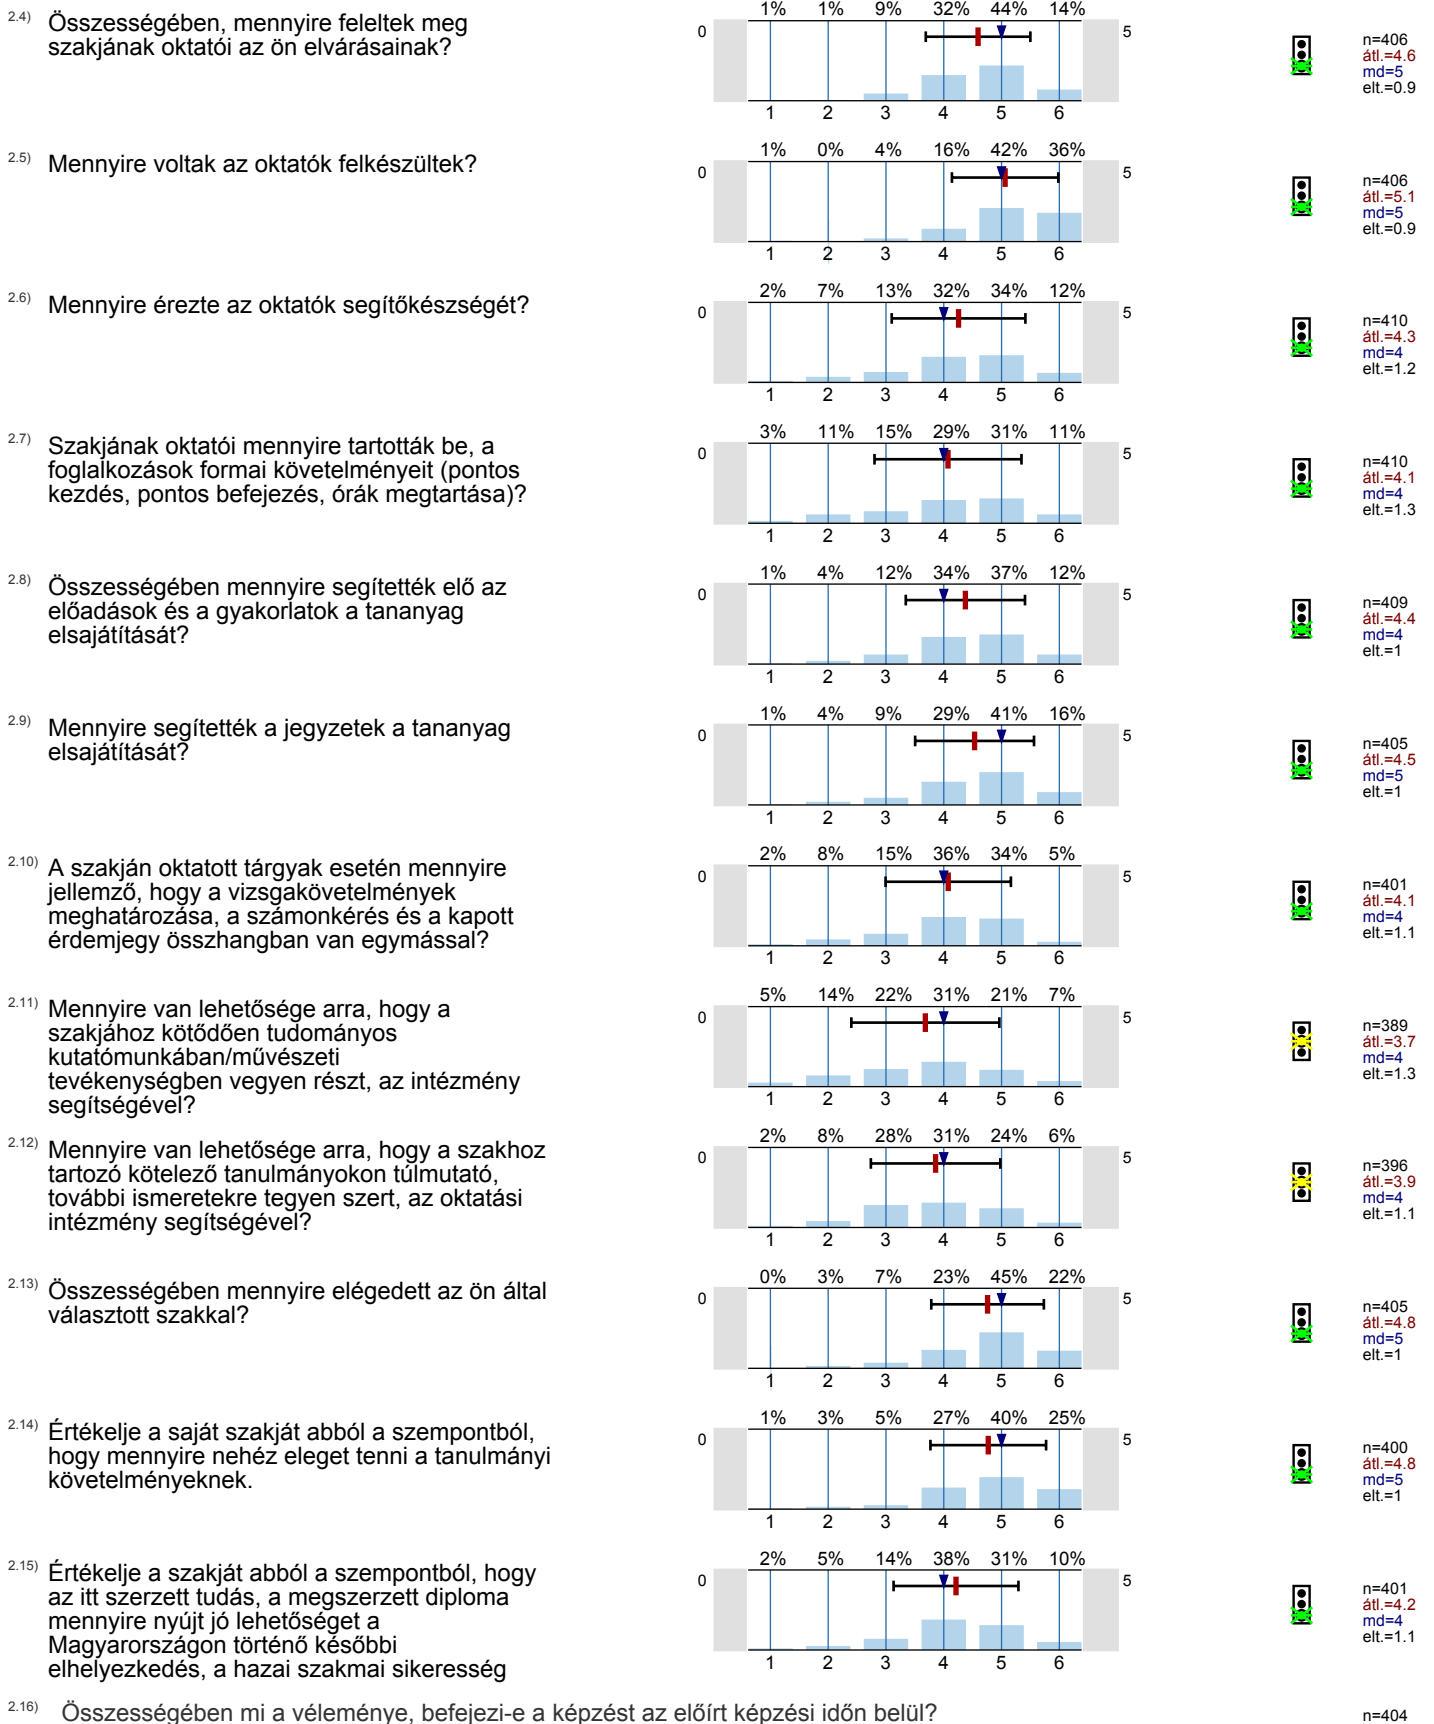 2.4) Összességében, mennyire feleltek meg
szakjának oktatói az ön elvárásainak?
1% 1% 9% 32% 44% 14%
0 5
1 2 3 4 5 6
n=406
átl.=4.6
md=5
elt.=0.9
2.5) Mennyire voltak az oktatók felkészültek?
1% 0% 4% 16% 42% 36%
0 5
1 2 3 4 5 6
n=406
átl.=5.1
md=5
elt.=0.9
2.6) Mennyire érezte az oktatók segítőkészségét?
2% 7% 13% 32% 34% 12%
0 5
1 2 3 4 5 6
n=410
átl.=4.3
md=4
elt.=1.2
2.7) Szakjának oktatói mennyire tartották be, a
foglalkozások formai követelményeit (pontos
kezdés, pontos befejezés, órák megtartása)?
3% 11% 15% 29% 31% 11%
0 5
1 2 3 4 5 6
n=410
átl.=4.1
md=4
elt.=1.3
2.8) Összességében mennyire segítették elő az
előadások és a gyakorlatok a tananyag
elsajátítását?
1% 4% 12% 34% 37% 12%
0 5
1 2 3 4 5 6
n=409
átl.=4.4
md=4
elt.=1
2.9) Mennyire segítették a jegyzetek a tananyag
elsajátítását?
1% 4% 9% 29% 41% 16%
0 5
1 2 3 4 5 6
n=405
átl.=4.5
md=5
elt.=1
2.10) A szakján oktatott tárgyak esetén mennyire
jellemző, hogy a vizsgakövetelmények
meghatározása, a számonkérés és a kapott
érdemjegy összhangban van egymással?
2% 8% 15% 36% 34% 5%
0 5
1 2 3 4 5 6
n=401
átl.=4.1
md=4
elt.=1.1
2.11) Mennyire van lehetősége arra, hogy a
szakjához kötődően tudományos
kutatómunkában/művészeti
tevékenységben vegyen részt, az intézmény
segítségével?
5% 14% 22% 31% 21% 7%
0 5
1 2 3 4 5 6
n=389
átl.=3.7
md=4
elt.=1.3
2.12) Mennyire van lehetősége arra, hogy a szakhoz
tartozó kötelező tanulmányokon túlmutató,
további ismeretekre tegyen szert, az oktatási
intézmény segítségével?
2% 8% 28% 31% 24% 6%
0 5
1 2 3 4 5 6
n=396
átl.=3.9
md=4
elt.=1.1
2.13) Összességében mennyire elégedett az ön által
választott szakkal?
0% 3% 7% 23% 45% 22%
0 5
1 2 3 4 5 6
n=405
átl.=4.8
md=5
elt.=1
2.14) Értékelje a saját szakját abból a szempontból,
hogy mennyire nehéz eleget tenni a tanulmányi
követelményeknek.
1% 3% 5% 27% 40% 25%
0 5
1 2 3 4 5 6
n=400
átl.=4.8
md=5
elt.=1
2.15) Értékelje a szakját abból a szempontból, hogy
az itt szerzett tudás, a megszerzett diploma
mennyire nyújt jó lehetőséget a
Magyarországon történő későbbi
elhelyezkedés, a hazai szakmai sikeresség
2% 5% 14% 38% 31% 10%
0 5
1 2 3 4 5 6
n=401
átl.=4.2
md=4
elt.=1.1
2.16) Összességében mi a véleménye, befejezi-e a képzést az előírt képzési időn belül?
n=404